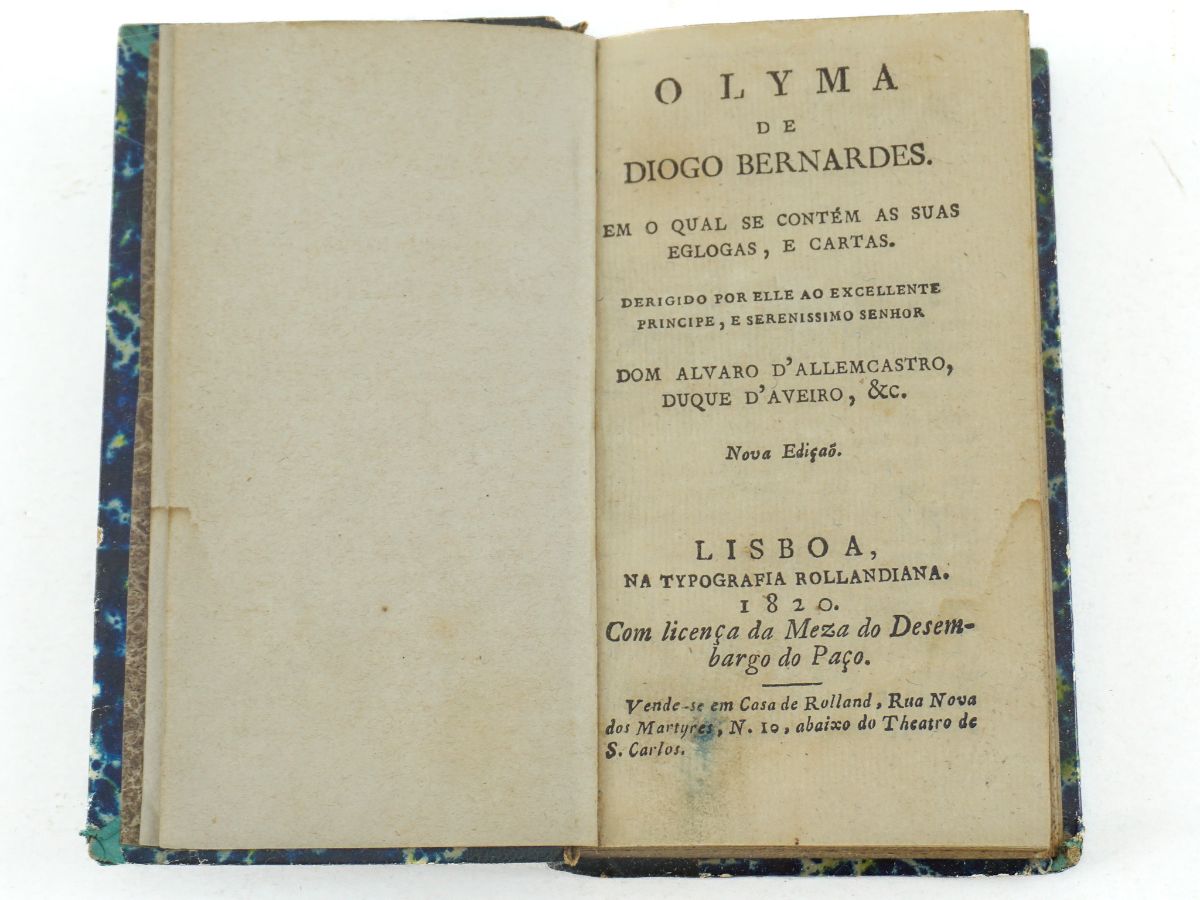 O LYMA
DE
DIOGO BERNARDES.
EM O QUAL SE CONTÉM AS SUAS
EGLOGAS, E CARTAS.
DERIGIDO POR ELLE AO EXCELLENTE
PRINCIPE, E SERENISSIMO SENHOR
DOM ALVARO D'ALLEMCASTRO,
DUQUE D'AVEIRO, &c.
Nova Ediçaõ.
LISBOA,
NA TYPOGRAFIA ROLLANDIANA.
1820.
Com licença da Meza do Desem-
bargo do Paço.
Vende-se em Casa de Rolland, Rua Nova
dos Martyres, N. 10, abaixo do Theatro de
S. Carlos.